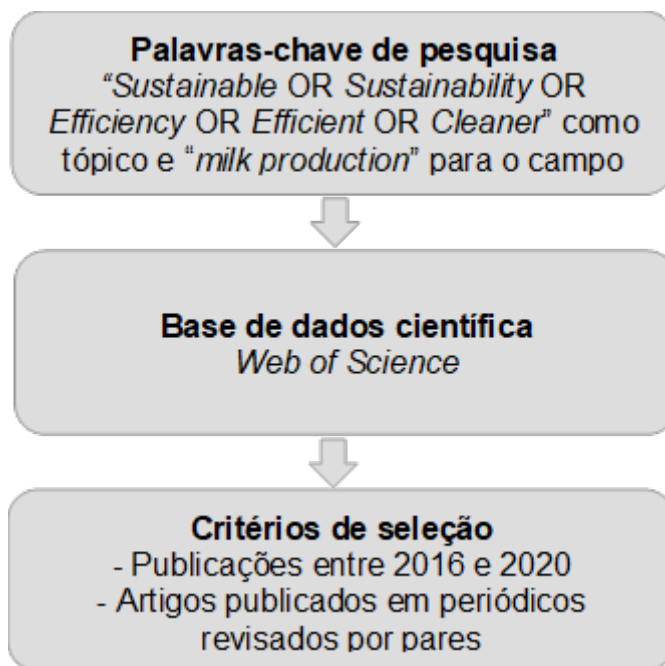 Palavras-chave de pesquisa
“Sustainable OR Sustainability OR
Efficiency OR Efficient OR Cleaner” como
tópico e “milk production” para o campo
Base de dados científica
Web of Science
Critérios de seleção
- Publicações entre 2016 e 2020
- Artigos publicados em periódicos
revisados por pares